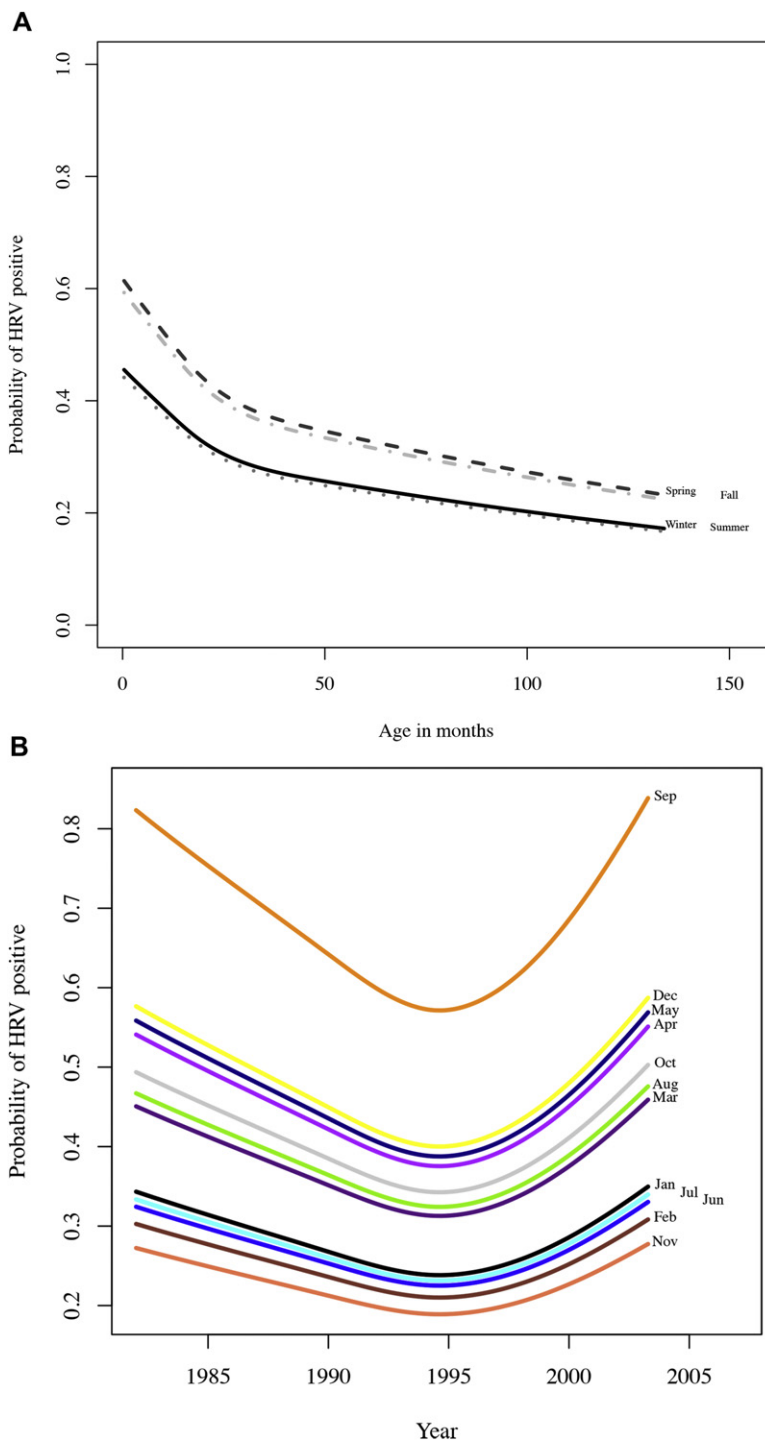 A
Probability of HRV positive
1.0
0.8
0.6
0.4
0.2
0.0
Spring Fall
Winter Summer
0 50 100 150
Age in months
B
Probability of HRV positive
0.8
0.7
0.6
0.5
0.4
0.3
0.2
Sep
Dec
May
Apr
Oct
Aug
Mar
Jan
Jul
Jun
Feb
Nov
1985 1990 1995 2000 2005
Year